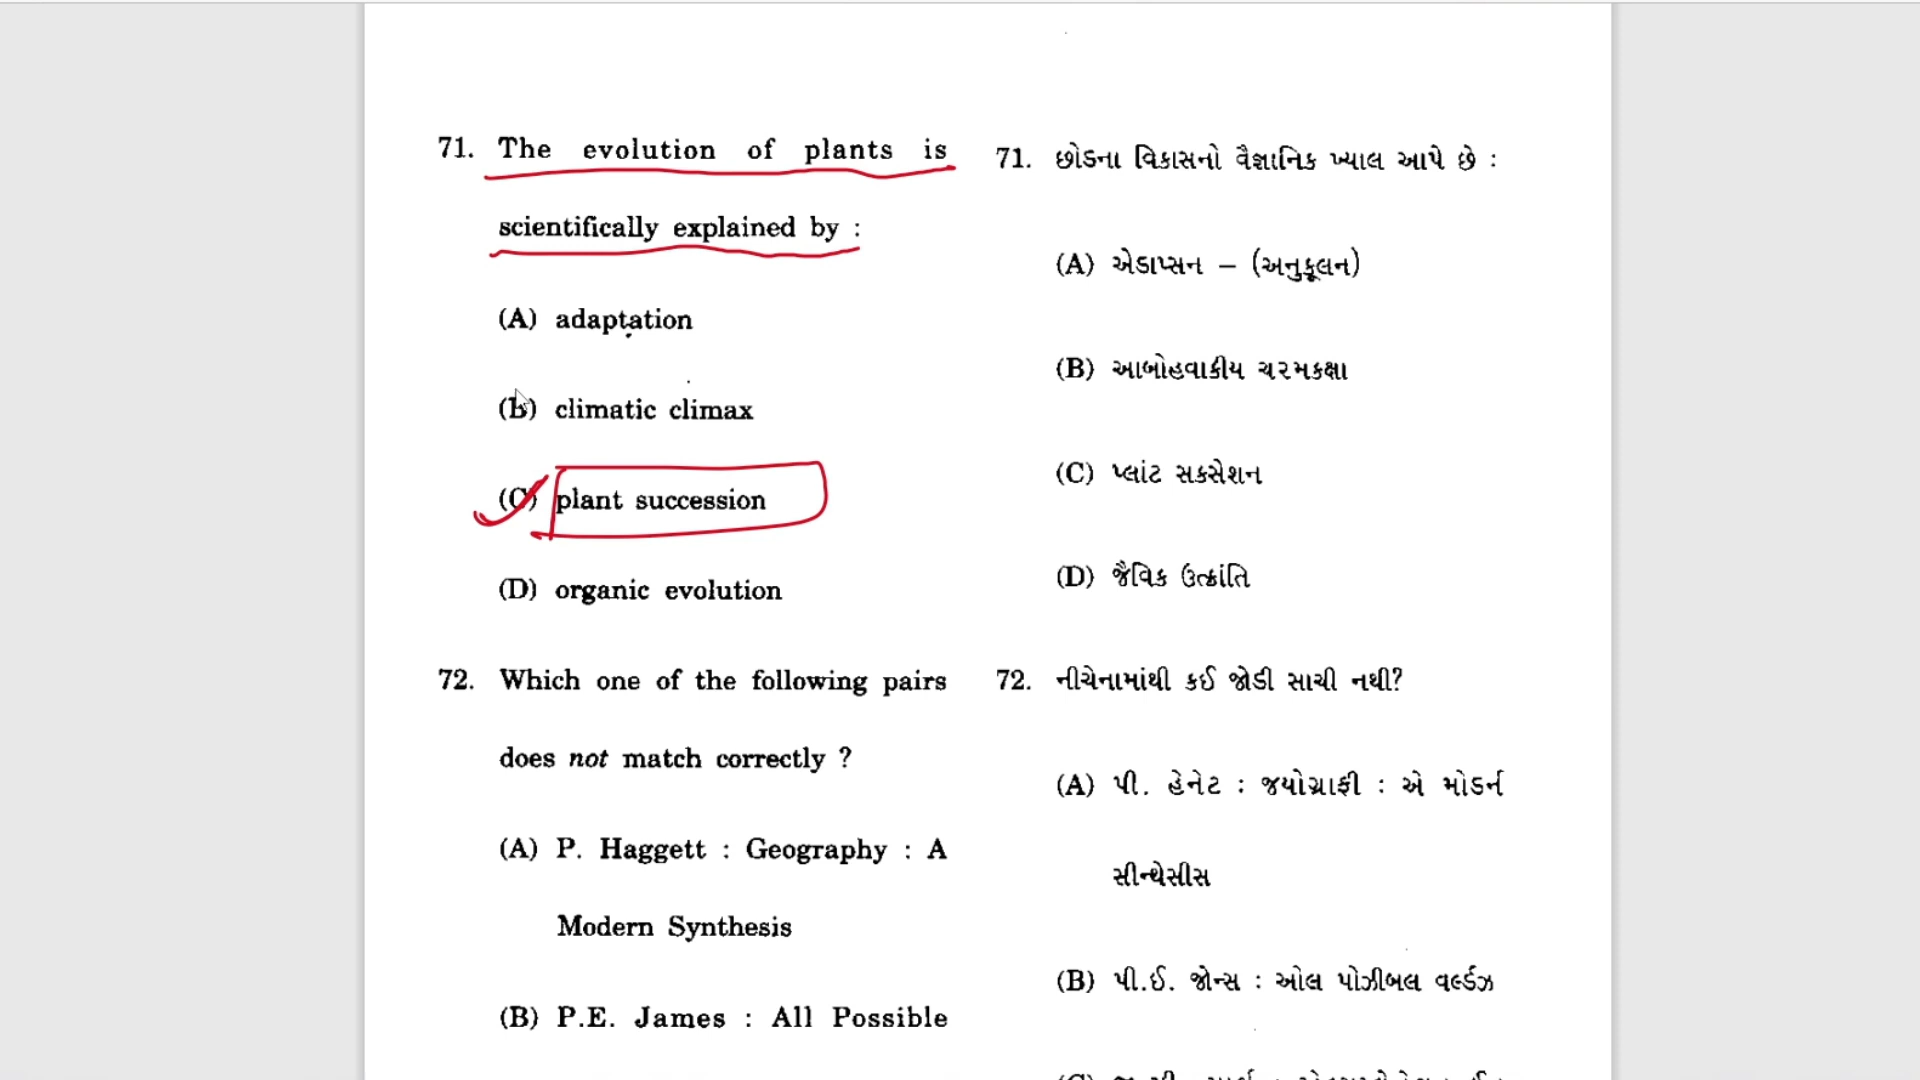 71. The evolution of plants is
scientifically explained by :
(A) adaptation
(B) climatic climax
(C) plant succession
(D) organic evolution
72. Which one of the following pairs
does not match correctly ?
(A) P. Haggett : Geography : A
Modern Synthesis
(B) P.E. James : All Possible
71. છોડના વિકાસનો વૈજ્ઞાનિક ખ્યાલ આપે છે :
(A) એડાપ્સન – (અનુકૂલન)
(B) આબોહવાકીય ચરમકક્ષા
(C) પ્લાંટ સક્સેશન
(D) જૈવિક ઉત્ક્રાંતિ
72. નીચેનામાંથી કઈ જોડી સાચી નથી?
(A) પી. હેનેટ : જ્યોગ્રાફી : એ મોડર્ન
સીન્થેસીસ
(B) પી.ઈ. જોન્સ : ઓલ પોઝીબલ વર્લ્ડઝ